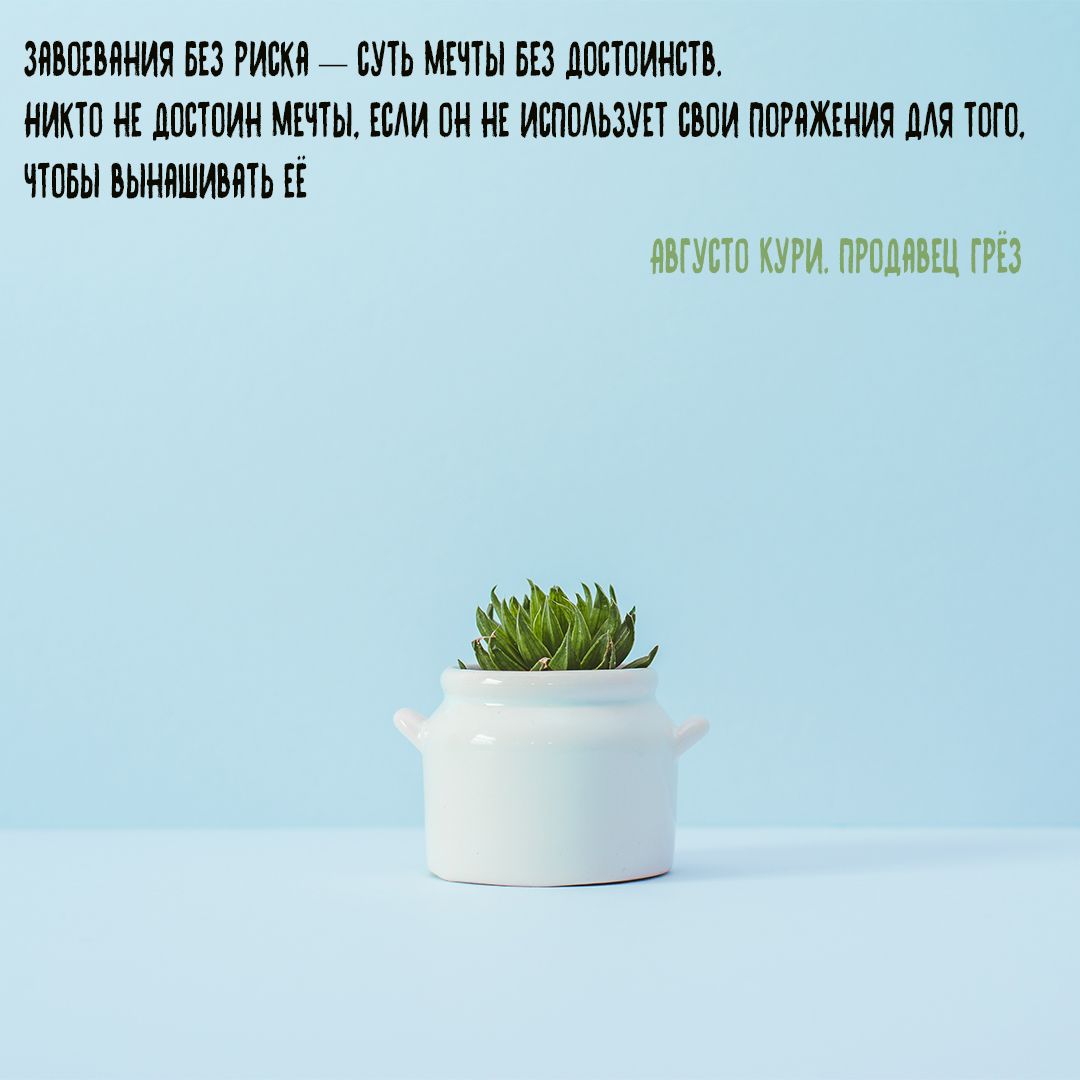 ЗАВОЕВАНИЯ БЕЗ РИСКА — СУТЬ МЕЧТЫ БЕЗ ДОСТОИНСТВ.
НИКТО НЕ ДОСТОИН МЕЧТЫ, ЕСЛИ ОН НЕ ИСПОЛЬЗУЕТ СВОИ ПОРАЖЕНИЯ ДЛЯ ТОГО,
ЧТОБЫ ВЫНАШИВАТЬ ЕЁ
АВГУСТО КУРИ. ПРОДАВЕЦ ГРЁЗ